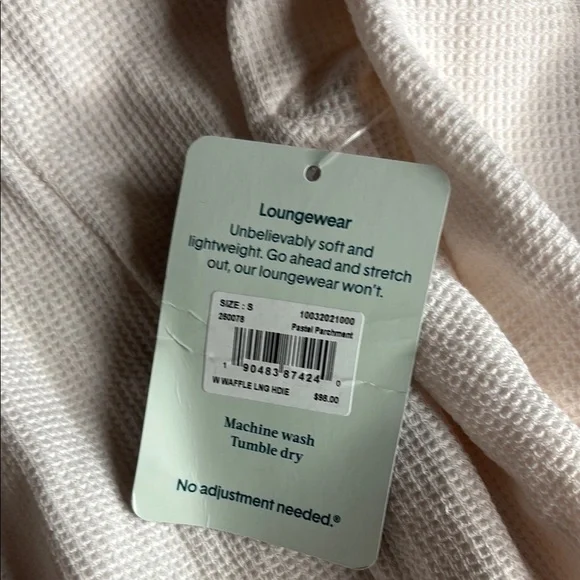 Loungewear
Unbelievably soft and
lightweight. Go ahead and stretch
out, our loungewear won't.
SIZE : S 10032021000
260078 Pastel Parchment
1 90483 87424 0
W WAFFLE LNG HDIE $98.00
Machine wash
Tumble dry
No adjustment needed.®